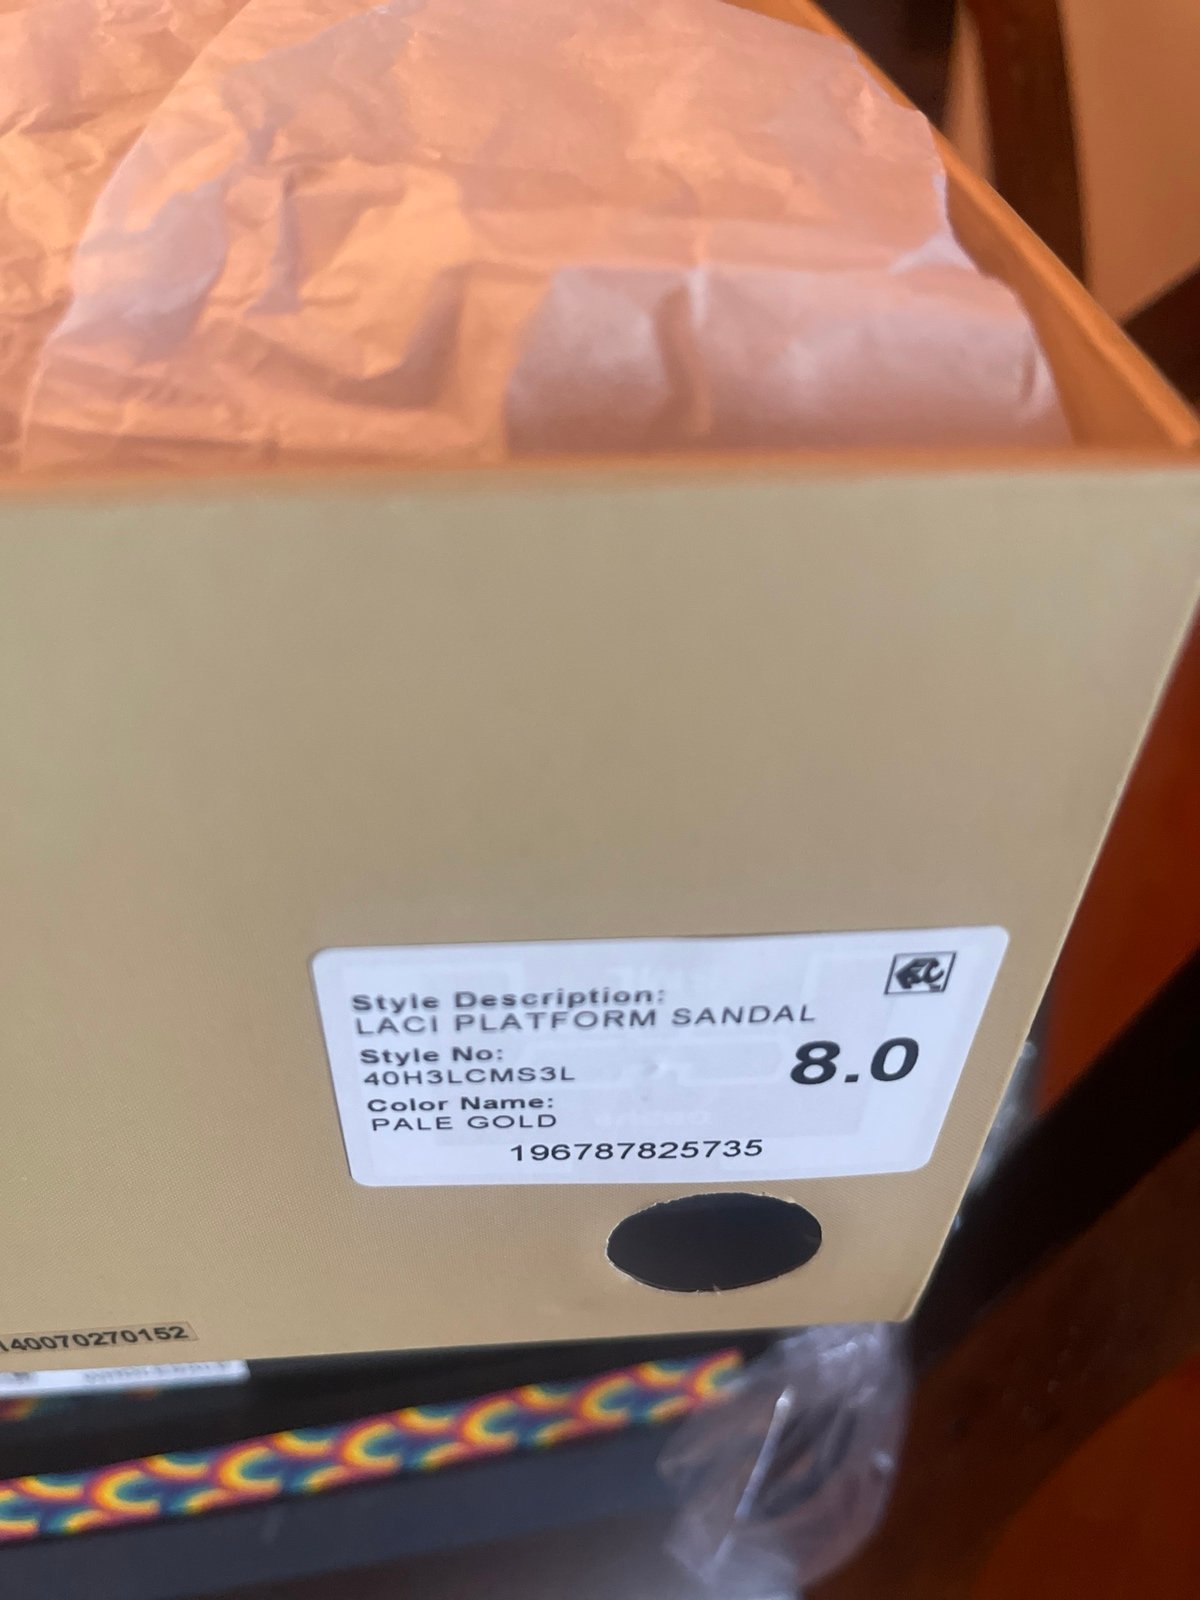 Style Description:
LACI PLATFORM SANDAL
Style No:
40H3LCMS3L
8.0
Color Name:
PALE GOLD
196787825735
140070270152